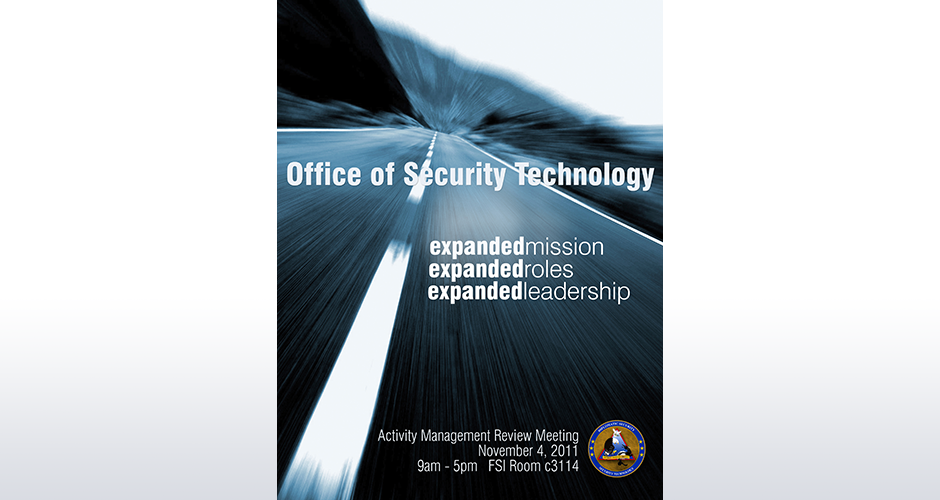 Office of Security Technology
expandedmission
expandedroles
expandedleadership
Activity Management Review Meeting
November 4, 2011
9am - 5pm FSI Room c3114